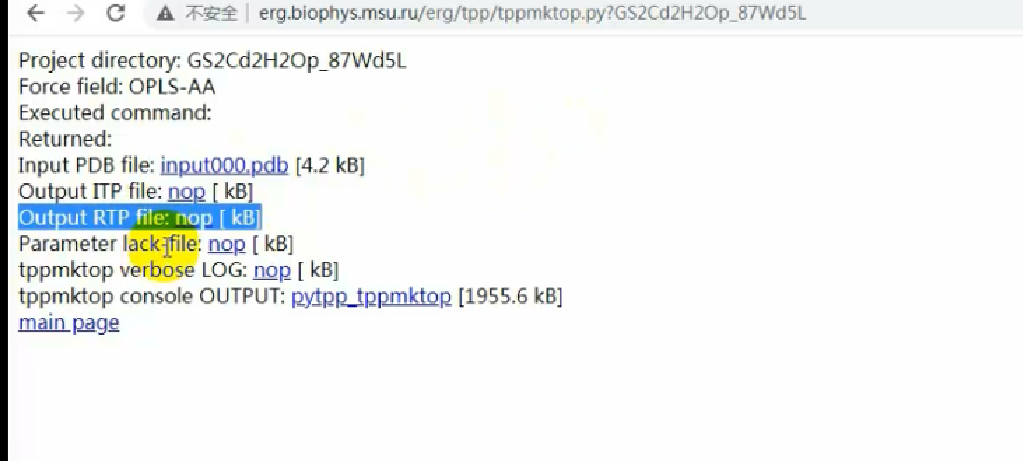 不安全 | erg.biophys.msu.ru/erg/tpp/tppmktop.py?GS2Cd2H2Op_87Wd5L
Project directory: GS2Cd2H2Op_87Wd5L
Force field: OPLS-AA
Executed command:
Returned:
Input PDB file: input000.pdb [4.2 kB]
Output ITP file: nop [ kB]
Output RTP file: nop [ kB]
Parameter lack file: nop [ kB]
tppmktop verbose LOG: nop [ kB]
tppmktop console OUTPUT: pytpp_tppmktop [1955.6 kB]
main page